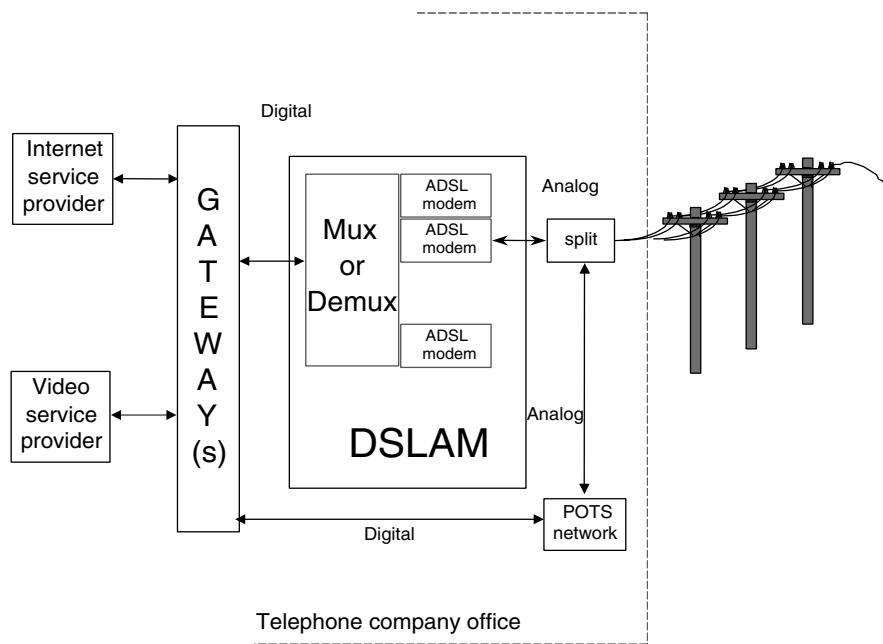 Digital
Internet
service
provider
G
A
T
E
W
A
Y
(s)
ADSL
modem
ADSL
modem
Mux
or
Demux
ADSL
modem
DSLAM
Analog
split
Video
service
provider
Analog
POTS
network
Digital
Telephone company office